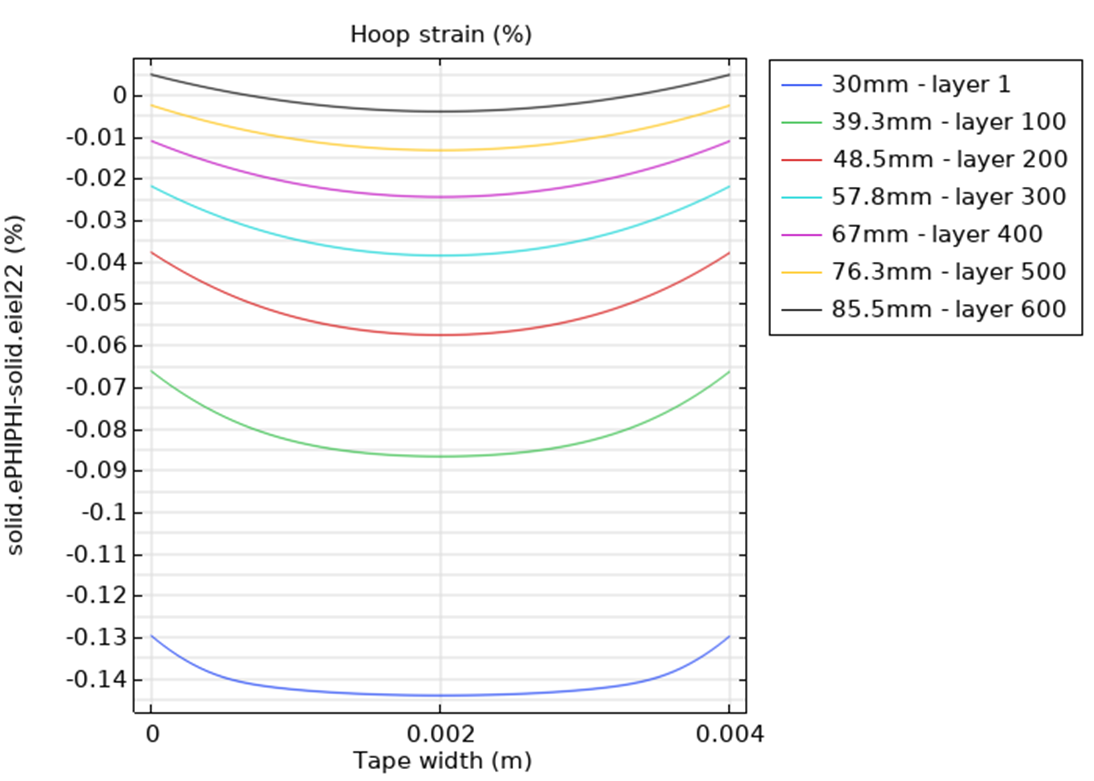 Hoop strain (%)
solid.ePHIPHI-solid.eiel22 (%)
0
-0.01
-0.02
-0.03
-0.04
-0.05
-0.06
-0.07
-0.08
-0.09
-0.1
-0.11
-0.12
-0.13
-0.14
0
0.002
0.004
Tape width (m)
30mm - layer 1
39.3mm - layer 100
48.5mm - layer 200
57.8mm - layer 300
67mm - layer 400
76.3mm - layer 500
85.5mm - layer 600